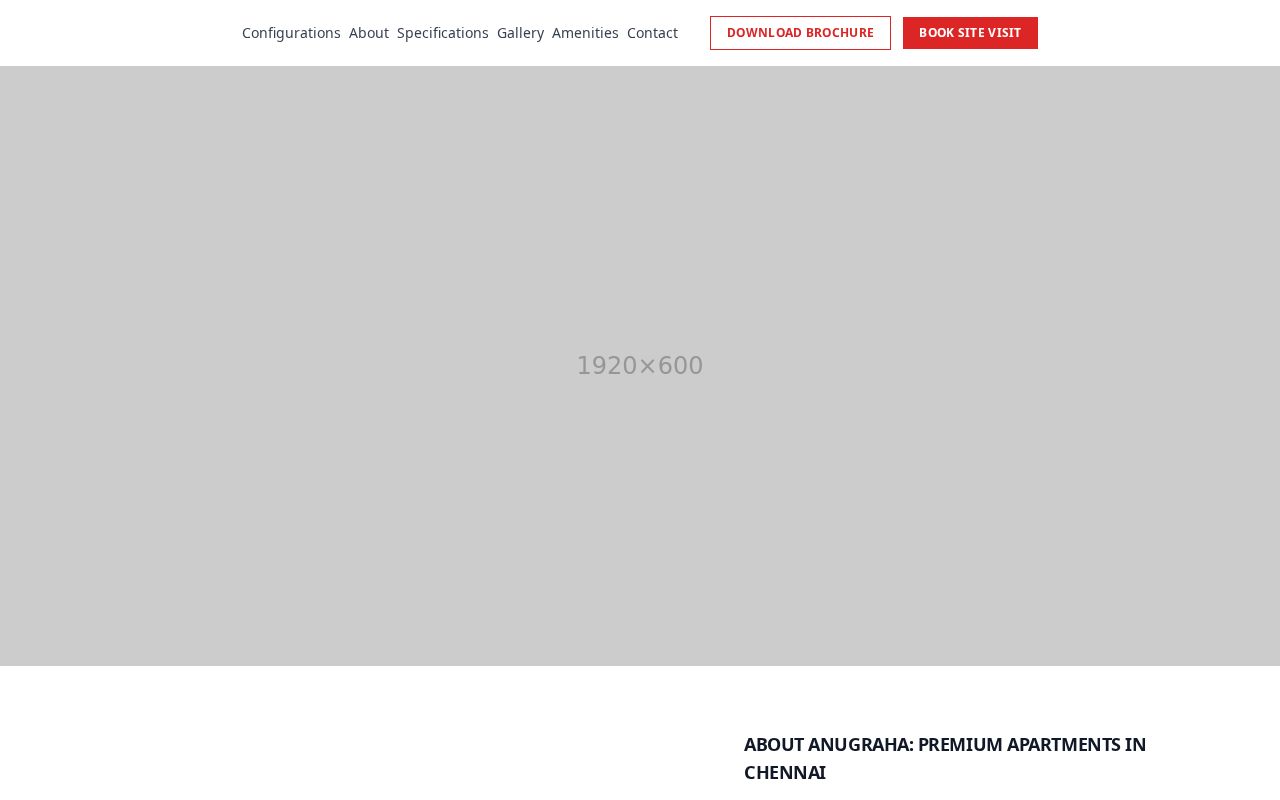 Configurations About Specifications Gallery Amenities Contact DOWNLOAD BROCHURE BOOK SITE VISIT
1920×600
ABOUT ANUGRAHA: PREMIUM APARTMENTS IN
CHENNAI